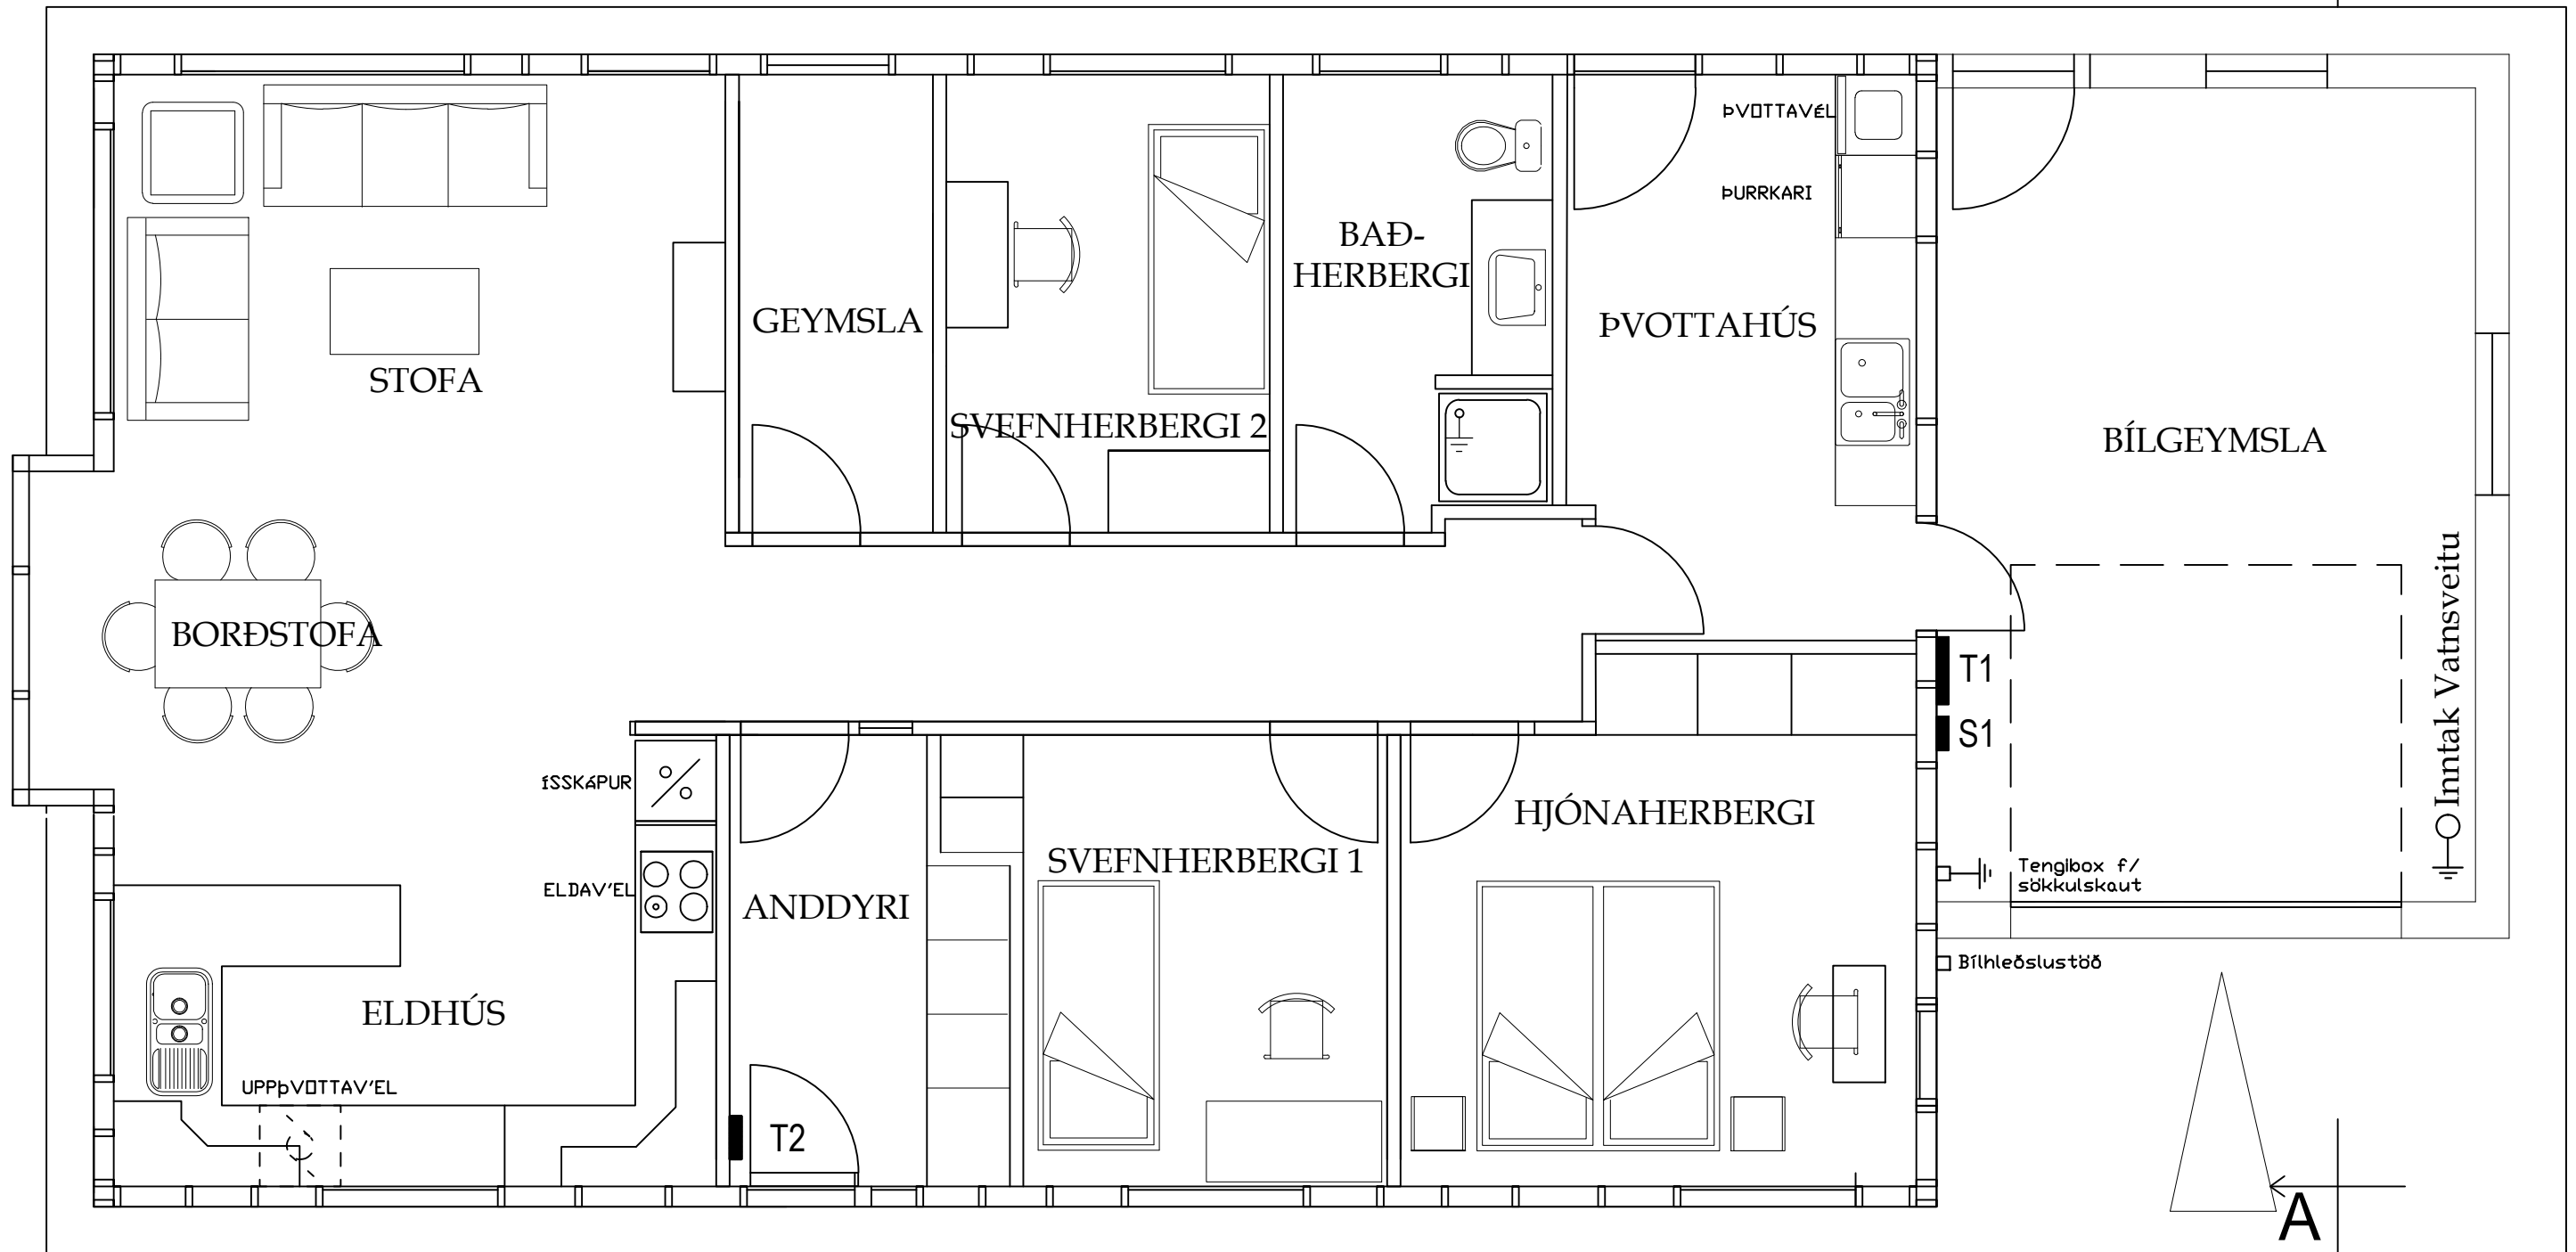 ÞVOTTAVÉL
ÞURRKARI
BAÐ-
HERBERGI
GEYMSLA
ÞVOTTAHÚS
STOFA
SVEFNHERBERGI 2
BÍLGEYMSLA
BORÐSTOFA
Inntak Vatnsveitu
T1
S1
ÍSSKÁPUR
HJÓNAHERBERGI
SVEFNHERBERGI 1
Tengibox f/
sökkulskaut
ELDAV'EL
ANDDYRI
Bílhleðslustöð
ELDHÚS
UPPÞVOTTAV'EL
T2
A